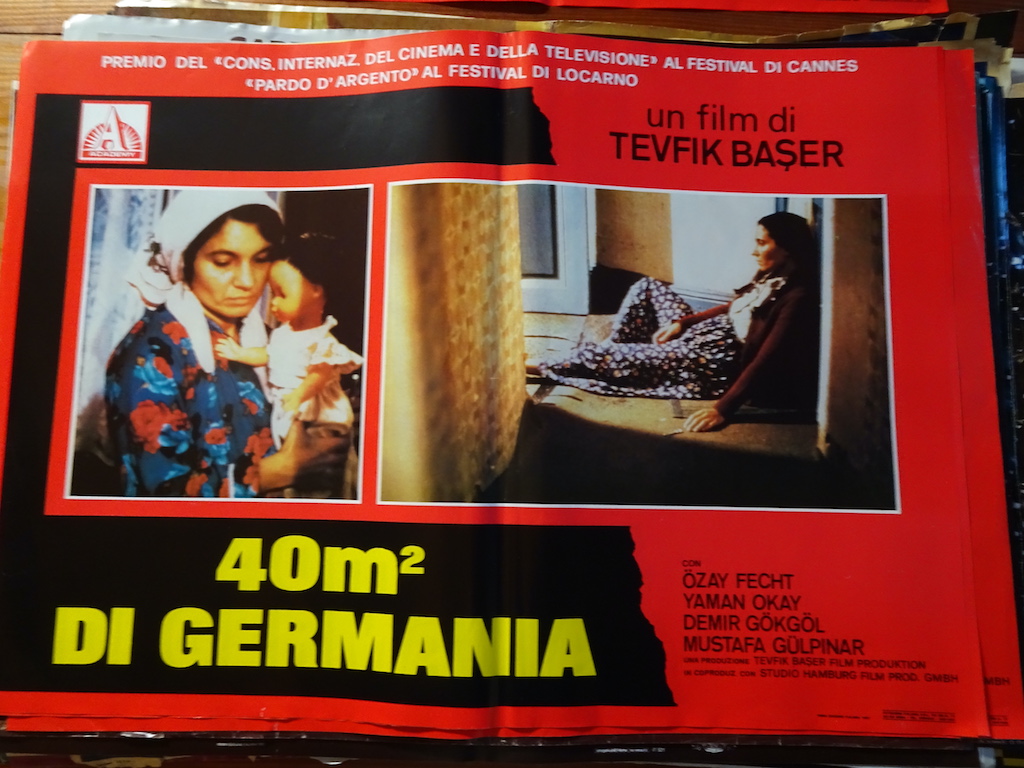 PREMIO DEL «CONS. INTERNAZ. DEL CINEMA E DELLA TELEVISIONE» AL FESTIVAL DI CANNES
«PARDO D'ARGENTO» AL FESTIVAL DI LOCARNO
ACADEMY
un film di
TEVFIK BAŞER
40m²
DI GERMANIA
CON
ÖZAY FECHT
YAMAN OKAY
DEMIR GÖKGÖL
MUSTAFA GÜLPINAR
UNA PRODUZIONE TEVFIK BAŞER FILM PRODUKTION
IN COPRODUZ. CON STUDIO HAMBURG FILM PROD. GMBH
MBH